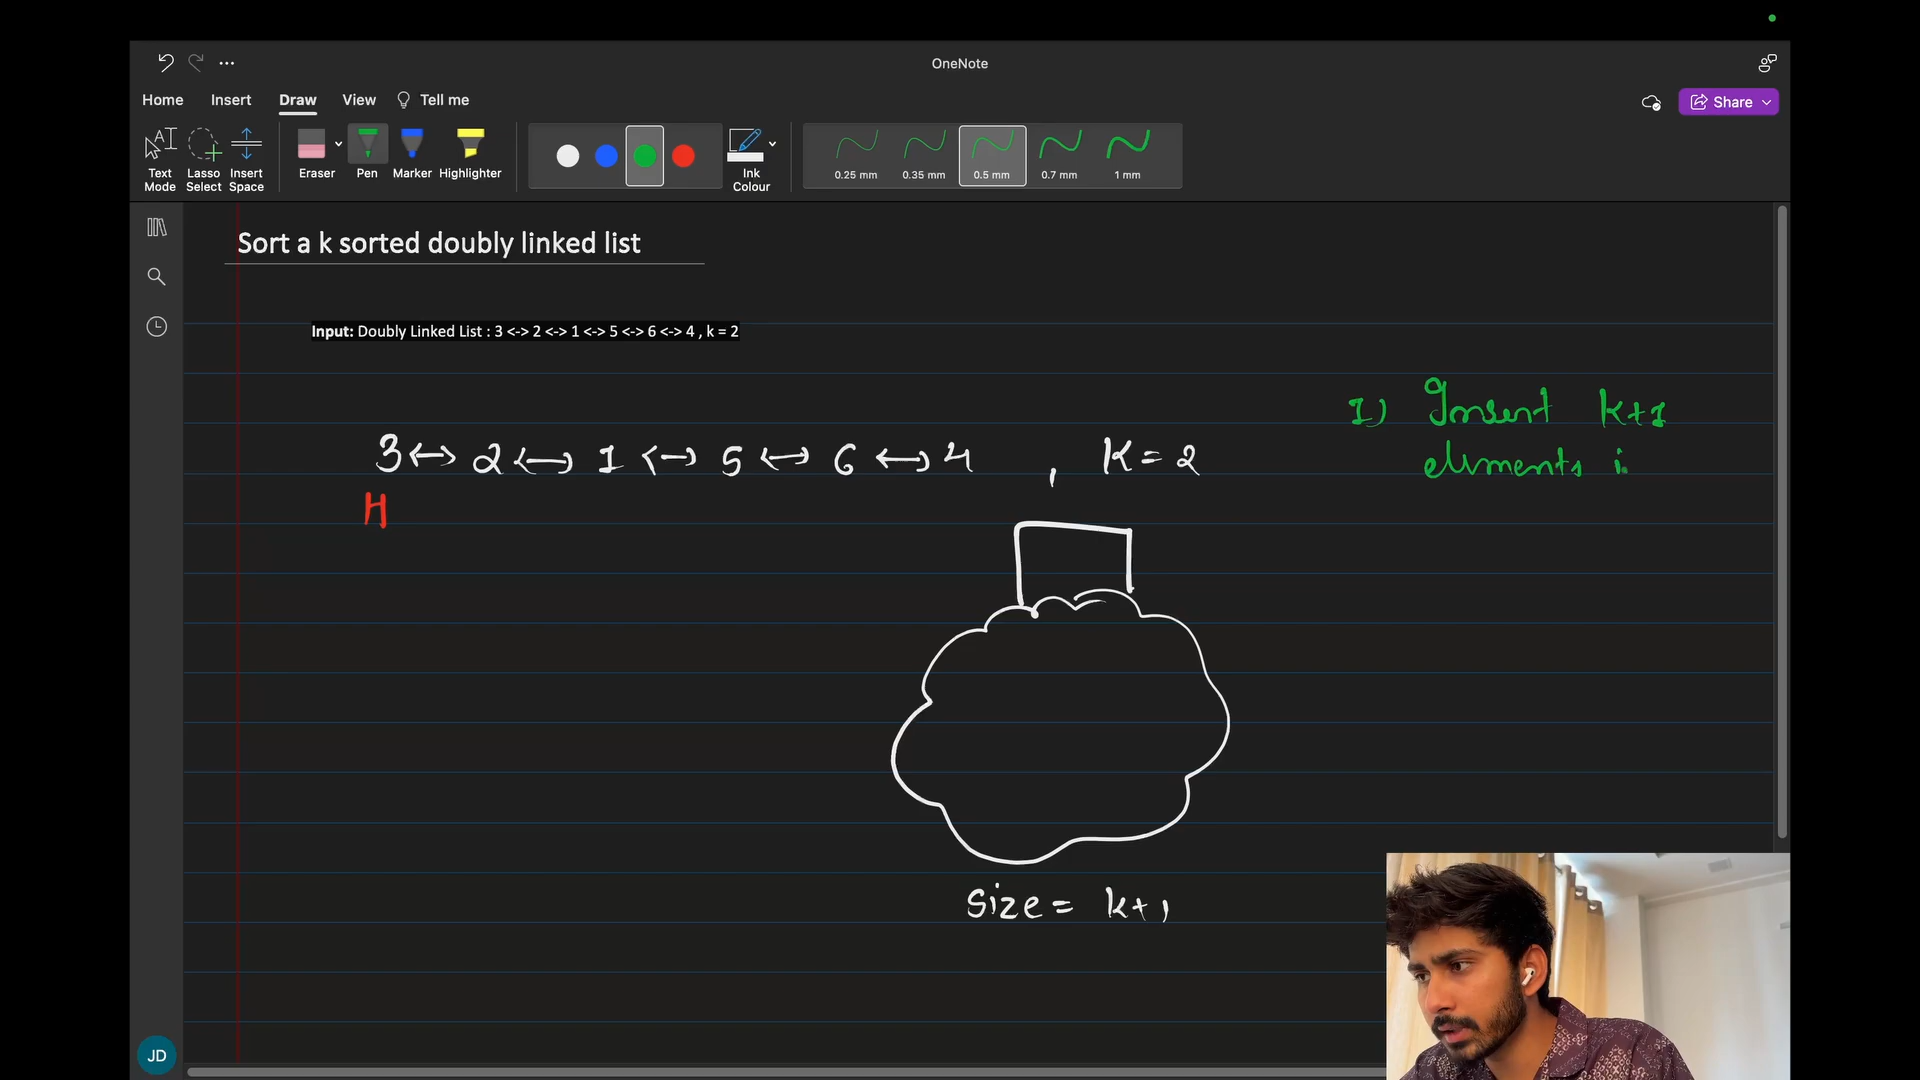 OneNote
Home Insert Draw View Tell me
Share
Text Mode
Lasso Select
Insert Space
Eraser
Pen
Marker
Highlighter
Ink Colour
0.25 mm
0.35 mm
0.5 mm
0.7 mm
1 mm
Sort a k sorted doubly linked list
Input: Doubly Linked List : 3 <-> 2 <-> 1 <-> 5 <-> 6 <-> 4 , k = 2
1) Insert k+1
elements i
3 ↔ 2 ↔ 1 ↔ 5 ↔ 6 ↔ 4 , K = 2
H
Size = k+1
JD